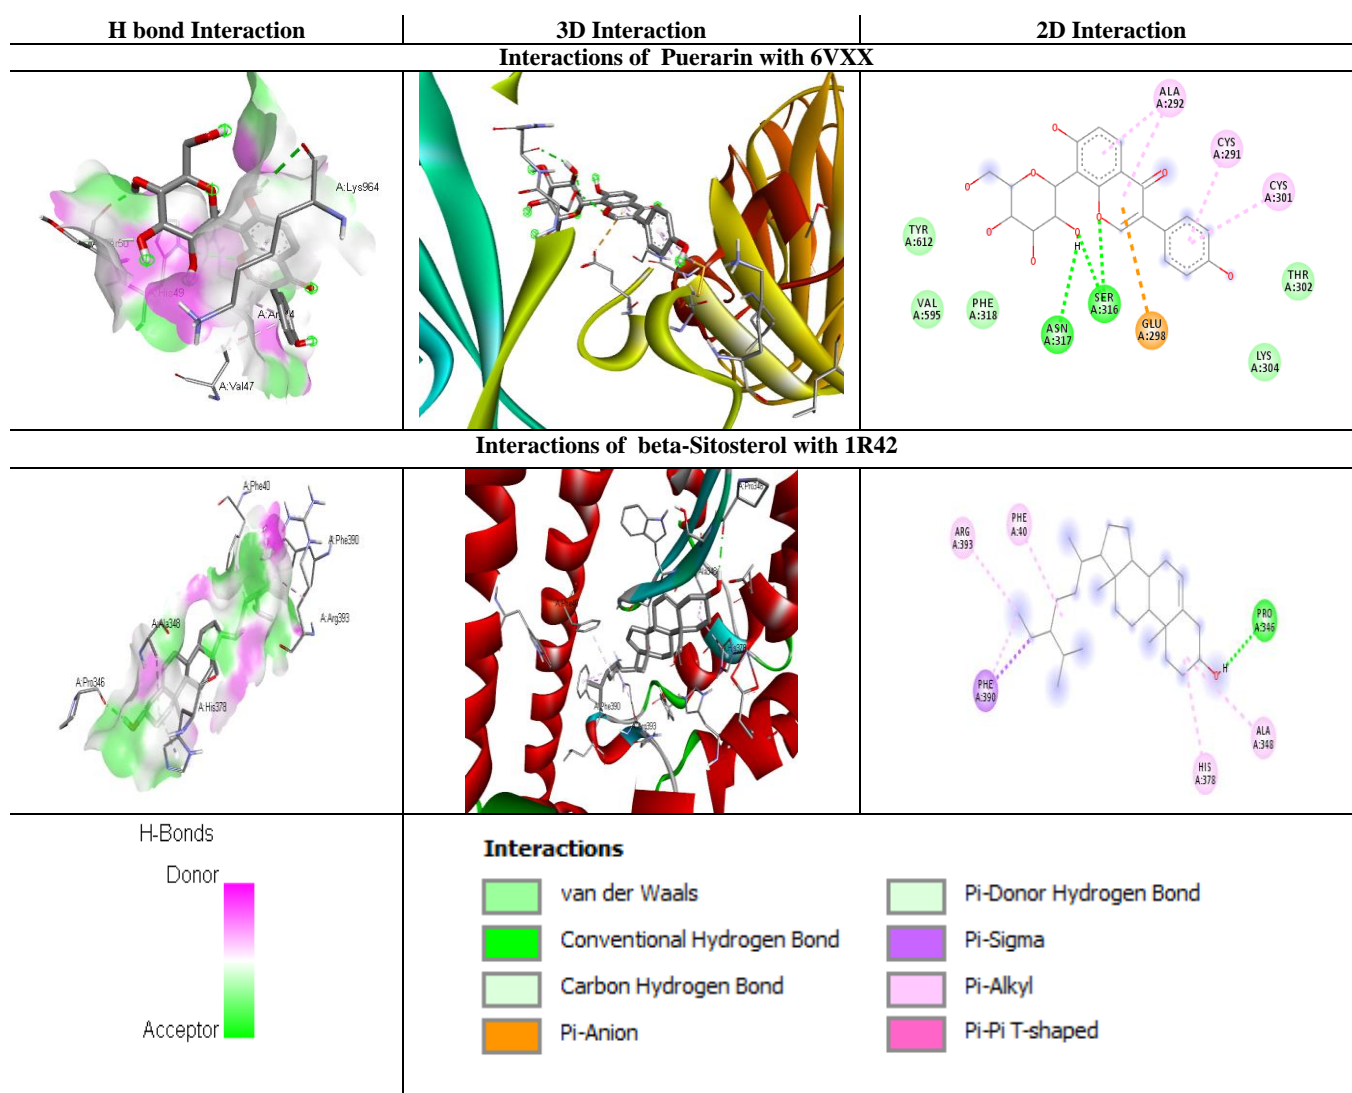 H bond Interaction
3D Interaction
2D Interaction
Interactions of Puerarin with 6VXX
A:Lys964
A:His49
A:Val47
ALA
A:292
CYS
A:291
CYS
A:301
TYR
A:612
THR
A:302
VAL
A:595
PHE
A:318
SER
A:316
ASN
A:317
GLU
A:298
LYS
A:304
O
H
Interactions of beta-Sitosterol with 1R42
A:Phe40
A:Phe390
A:Arg393
A:Ala348
A:Pro346
A:His378
A:Pro346
A:Phe390
ARG
A:393
PHE
A:40
PRO
A:346
PHE
A:390
ALA
A:348
HIS
A:378
H
H-Bonds
Donor
Acceptor
Interactions
van der Waals
Conventional Hydrogen Bond
Carbon Hydrogen Bond
Pi-Anion
Pi-Donor Hydrogen Bond
Pi-Sigma
Pi-Alkyl
Pi-Pi T-shaped